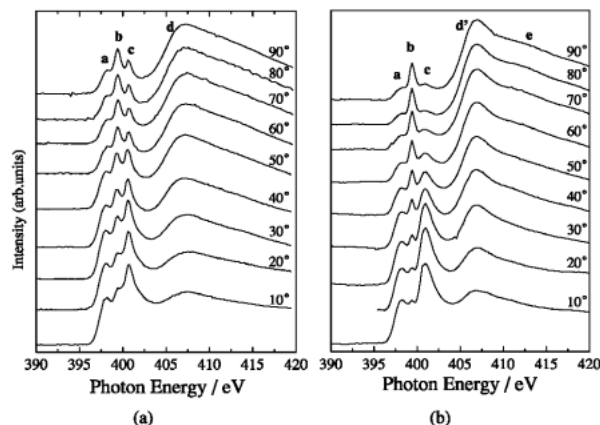 d
b
c
a
90°
80°
70°
60°
50°
40°
30°
20°
10°
Intensity (arb.units)
390 400 405 410 415 420
Photon Energy / eV
(a)
d'
e
b
a
c
90°
80°
70°
60°
50°
40°
30°
20°
10°
390 395 400 405 410 415 420
Photon Energy / eV
(b)